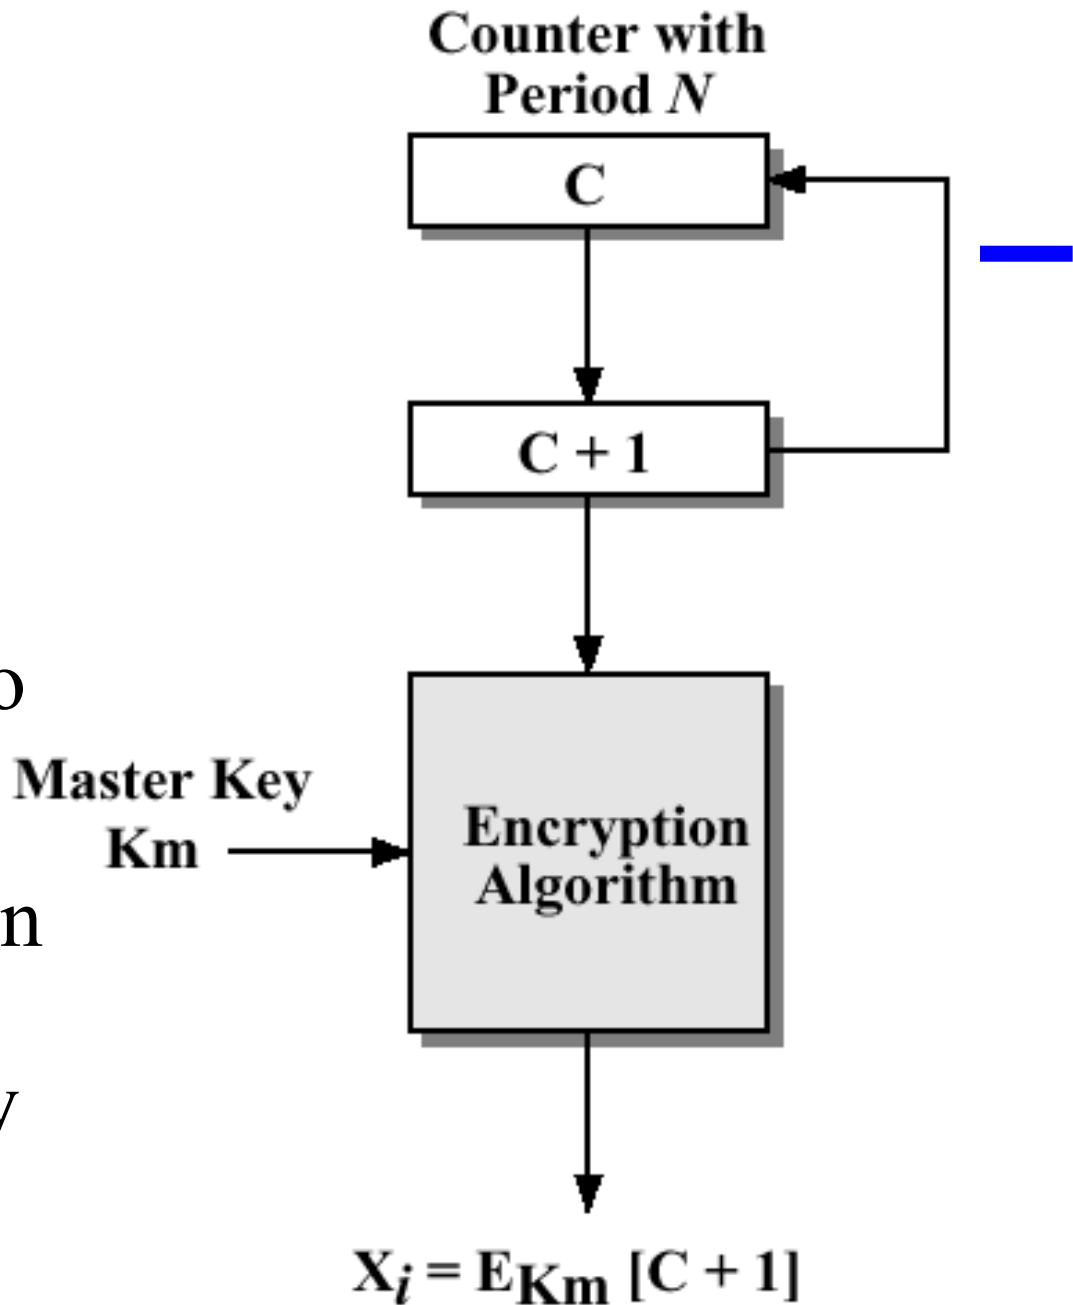 Counter with
Period N
C
C + 1
o
Master Key
Km
Encryption
Algorithm
n
y
Xi = EKm [C + 1]